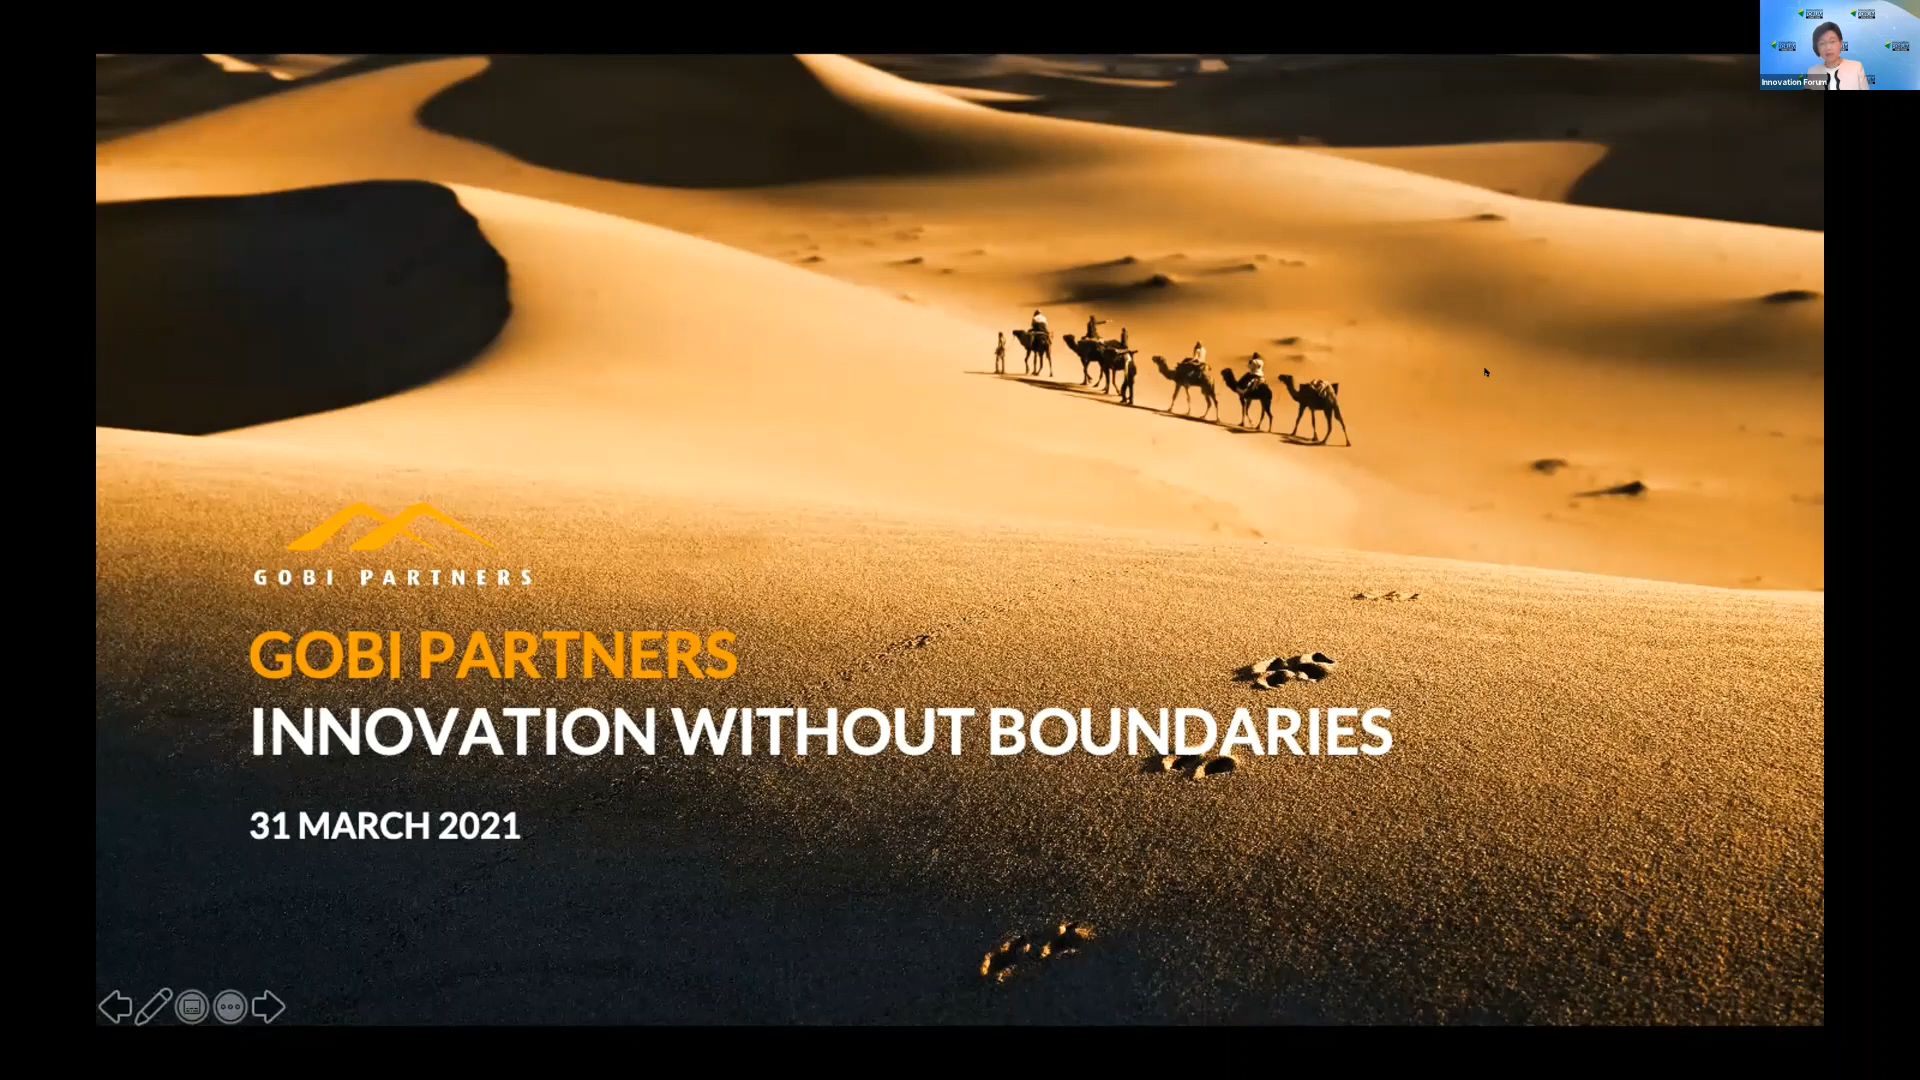 GOBI PARTNERS
GOBI PARTNERS
INNOVATION WITHOUT BOUNDARIES
31 MARCH 2021
Innovation Forum